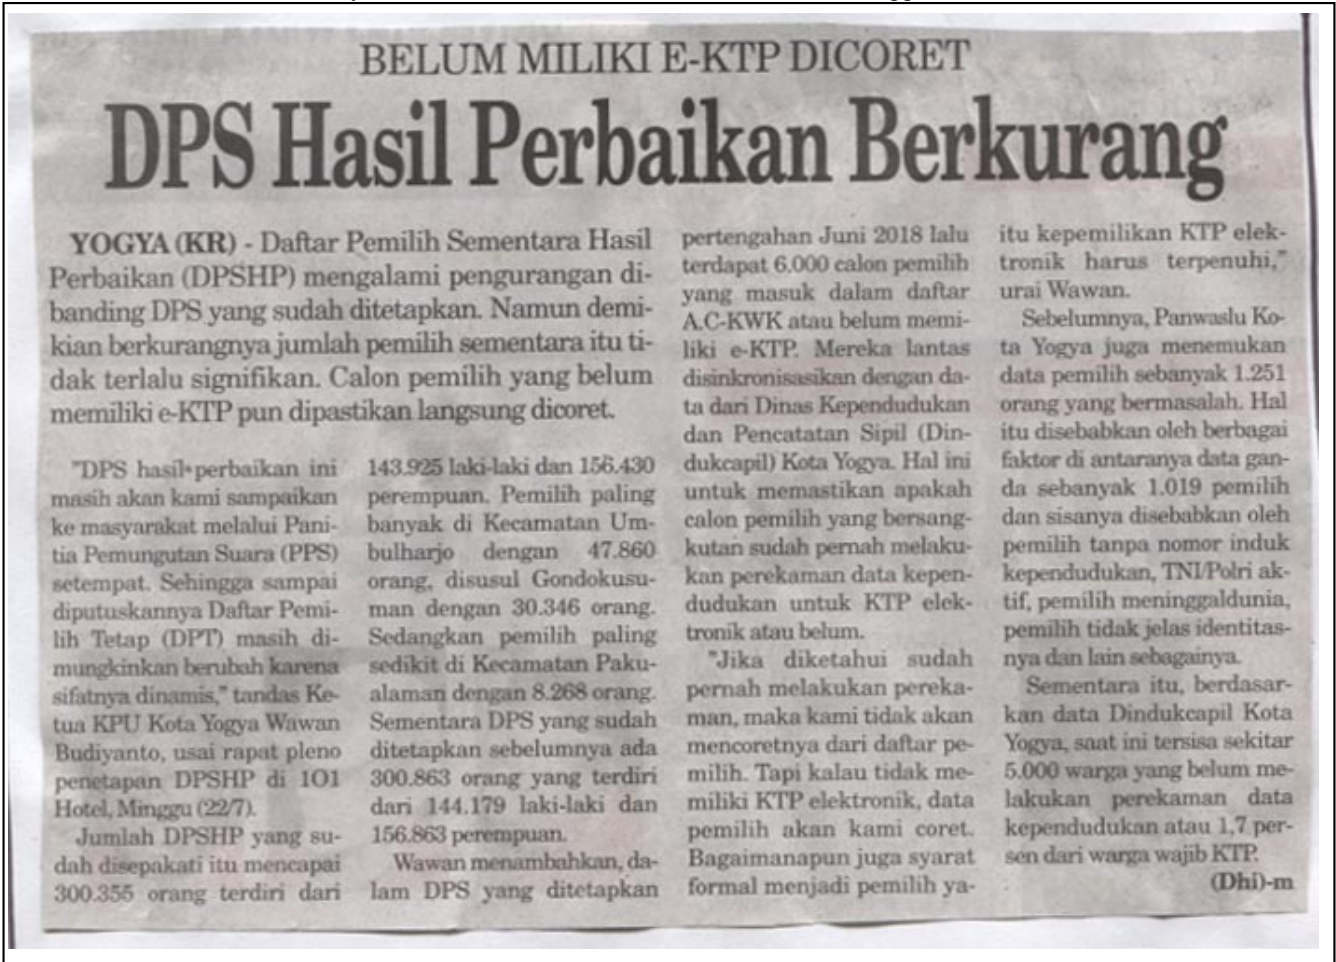 BELUM MILIKI E-KTP DICORET
DPS Hasil Perbaikan Berkurang
YOGYA (KR) - Daftar Pemilih Sementara Hasil
Perbaikan (DPSHP) mengalami pengurangan di-
banding DPS yang sudah ditetapkan. Namun demi-
kian berkurangnya jumlah pemilih sementara itu ti-
dak terlalu signifikan. Calon pemilih yang belum
memiliki e-KTP pun dipastikan langsung dicoret.
"DPS hasil perbaikan ini
masih akan kami sampaikan
ke masyarakat melalui Pani-
tia Pemungutan Suara (PPS)
setempat. Sehingga sampai
diputuskannya Daftar Pemi-
lih Tetap (DPT) masih di-
mungkinkan berubah karena
sifatnya dinamis," tandas Ke-
tua KPU Kota Yogya Wawan
Budiyanto, usai rapat pleno
penetapan DPSHP di 1O1
Hotel, Minggu (22/7).
Jumlah DPSHP yang su-
dah disepakati itu mencapai
300.355 orang terdiri dari
143.925 laki-laki dan 156.430
perempuan. Pemilih paling
banyak di Kecamatan Um-
bulharjo dengan 47.860
orang, disusul Gondokusu-
man dengan 30.346 orang.
Sedangkan pemilih paling
sedikit di Kecamatan Paku-
alaman dengan 8.268 orang.
Sementara DPS yang sudah
ditetapkan sebelumnya ada
300.863 orang yang terdiri
dari 144.179 laki-laki dan
156.863 perempuan.
Wawan menambahkan, da-
lam DPS yang ditetapkan
pertengahan Juni 2018 lalu
terdapat 6.000 calon pemilih
yang masuk dalam daftar
A.C-KWK atau belum memi-
liki e-KTP. Mereka lantas
disinkronisasikan dengan da-
ta dari Dinas Kependudukan
dan Pencatatan Sipil (Din-
dukcapil) Kota Yogya. Hal ini
untuk memastikan apakah
calon pemilih yang bersang-
kutan sudah pernah melaku-
kan perekaman data kepen-
dudukan untuk KTP elek-
tronik atau belum.
"Jika diketahui sudah
pernah melakukan pereka-
man, maka kami tidak akan
mencoretnya dari daftar pe-
milih. Tapi kalau tidak me-
miliki KTP elektronik, data
pemilih akan kami coret.
Bagaimanapun juga syarat
formal menjadi pemilih ya-
itu kepemilikan KTP elek-
tronik harus terpenuhi,"
urai Wawan.
Sebelumnya, Panwaslu Ko-
ta Yogya juga menemukan
data pemilih sebanyak 1.251
orang yang bermasalah. Hal
itu disebabkan oleh berbagai
faktor di antaranya data gan-
da sebanyak 1.019 pemilih
dan sisanya disebabkan oleh
pemilih tanpa nomor induk
kependudukan, TNI/Polri ak-
tif, pemilih meninggaldunia,
pemilih tidak jelas identitas-
nya dan lain sebagainya.
Sementara itu, berdasar-
kan data Dindukcapil Kota
Yogya, saat ini tersisa sekitar
5.000 warga yang belum me-
lakukan perekaman data
kependudukan atau 1,7 per-
sen dari warga wajib KTP.
(Dhi)-m